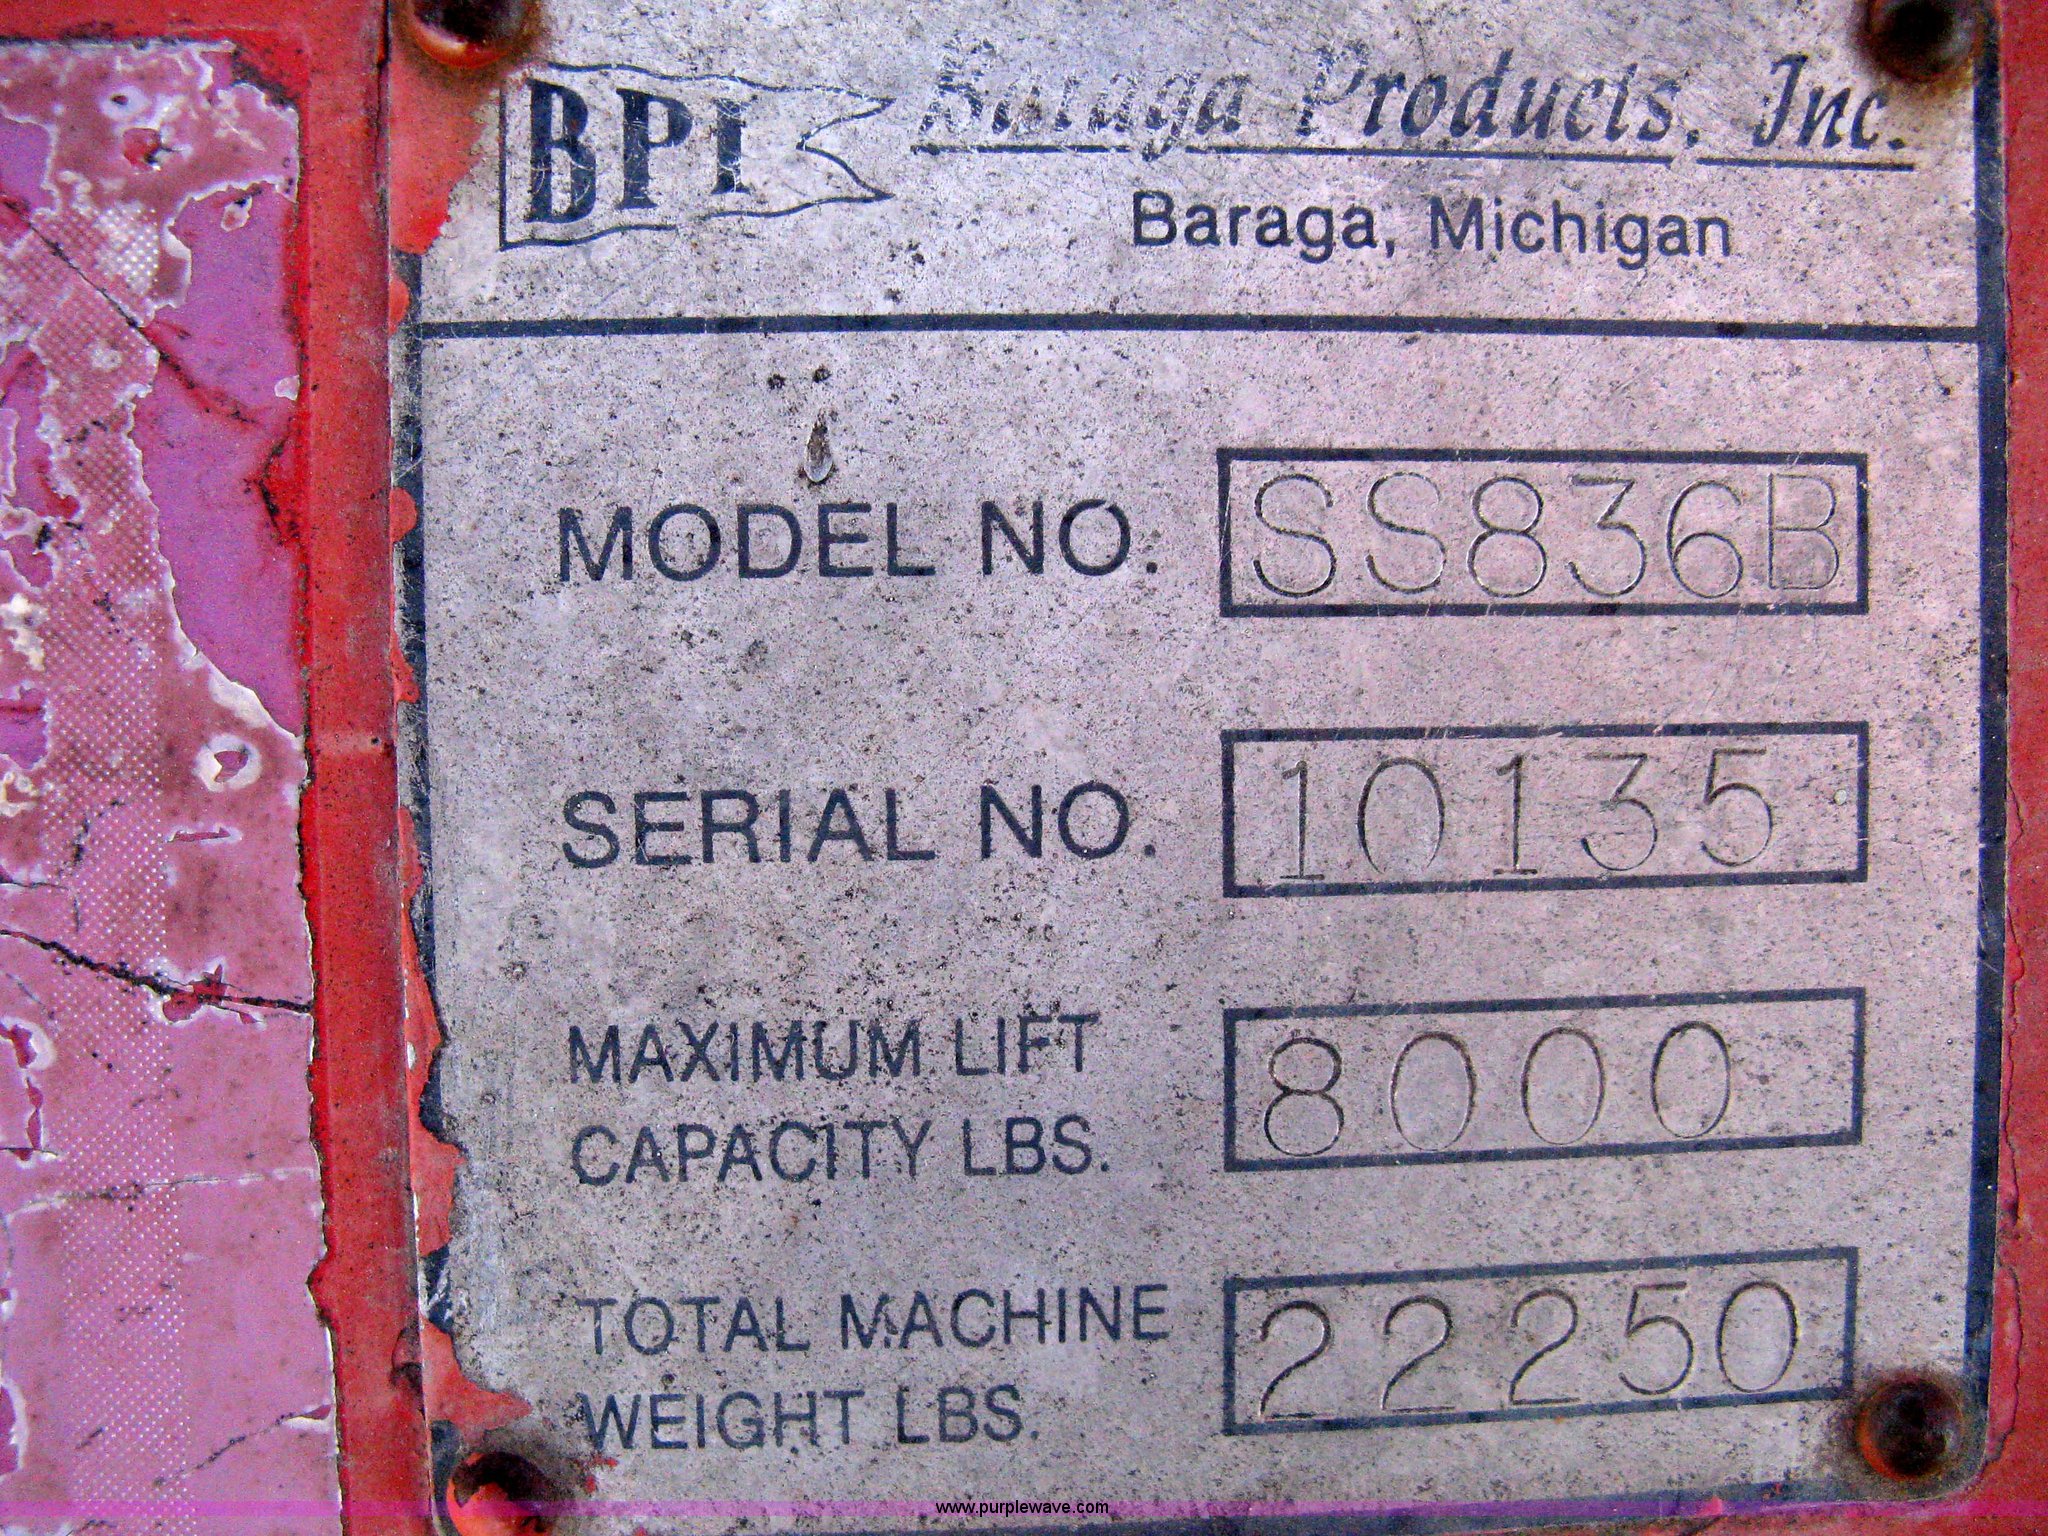 BPI Baraga Products, Inc.
Baraga, Michigan
MODEL NO. SS836B
SERIAL NO. 10135
MAXIMUM LIFT
CAPACITY LBS. 8000
TOTAL MACHINE
WEIGHT LBS. 22250
www.purplewave.com